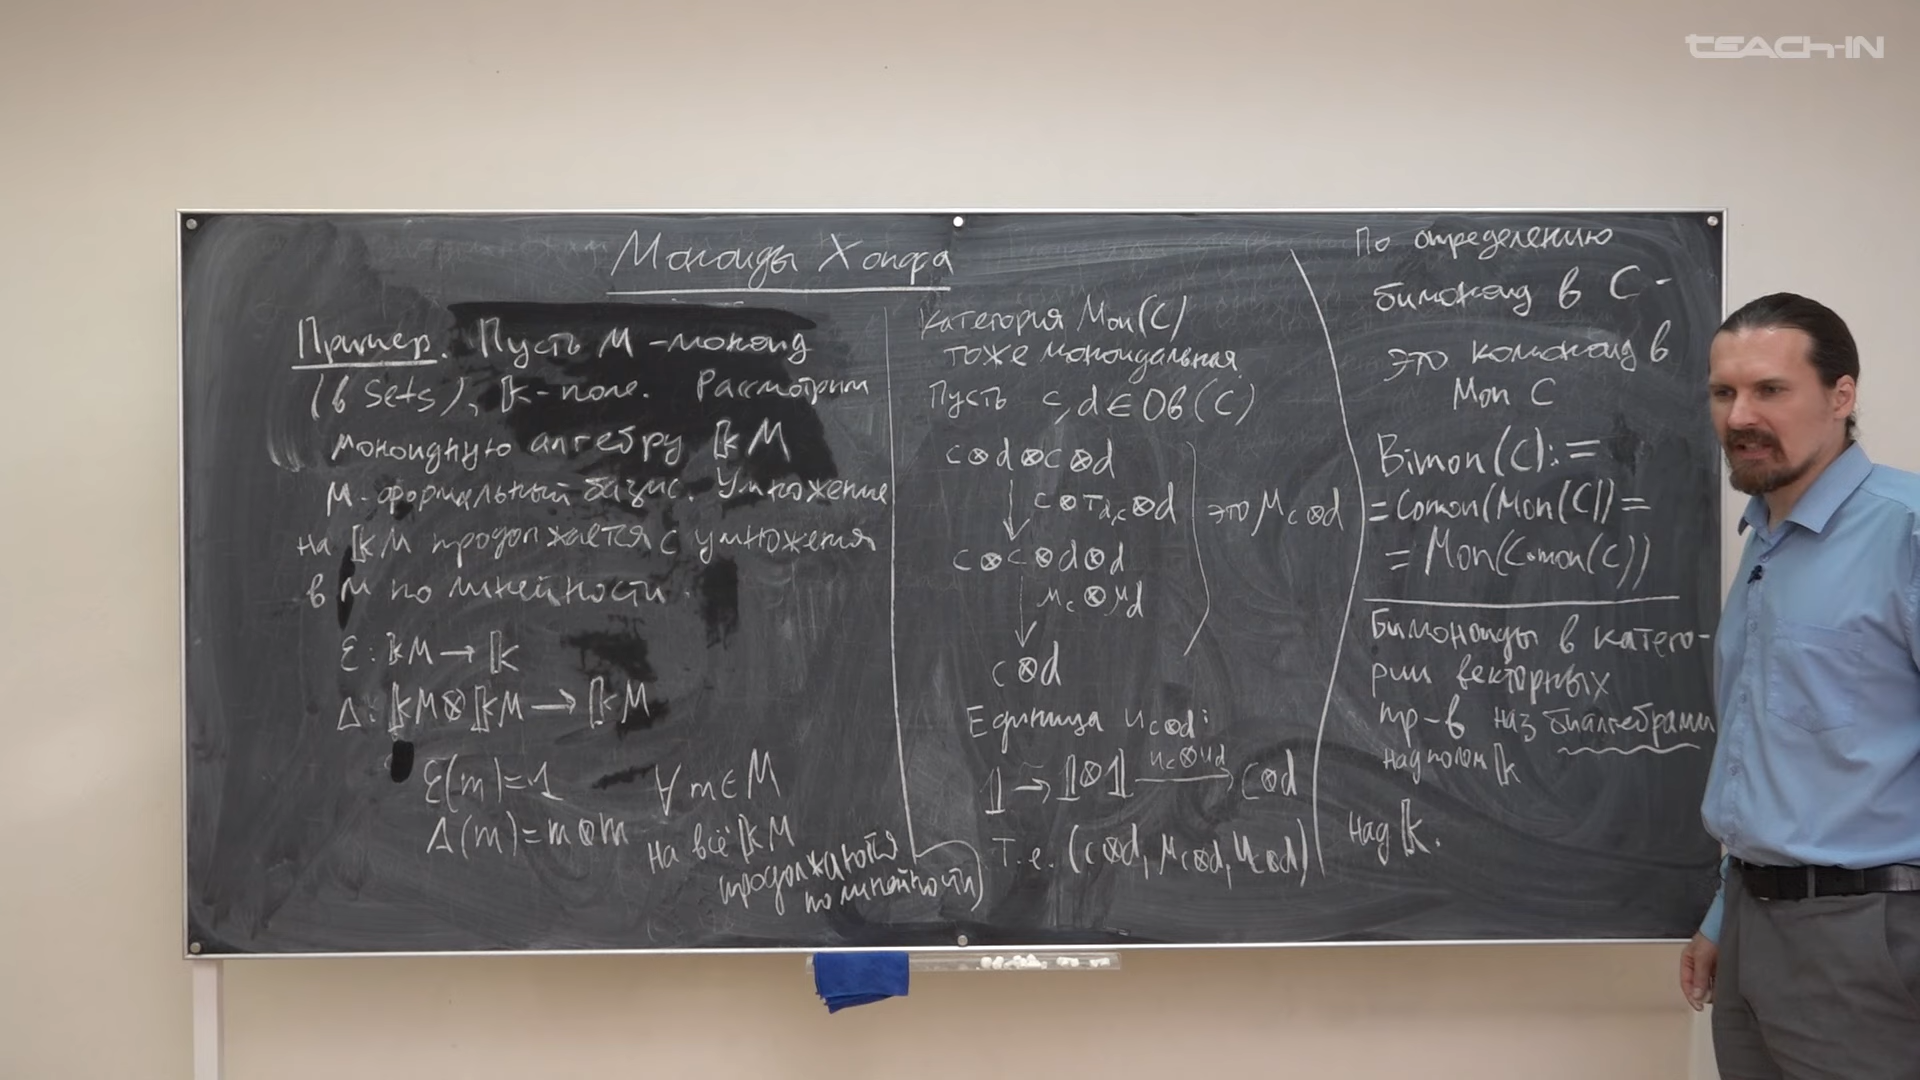 TEACH-IN
Моноиды Хопфа
Пример. Пусть M - моноид
(в Sets), 𝕜 - поле. Рассмотрим
моноидную алгебру 𝕜M
M - формальный базис. Умножение
на 𝕜M продолжается с умножения
в M по линейности.
ε: 𝕜M → 𝕜
Δ: 𝕜M⊗𝕜M → 𝕜M
ε(m)=1 ∀ m∈M
Δ(m)=m⊗m на всё 𝕜M
продолжаются
по линейности)
Категория Mon(C)
тоже моноидальная
Пусть c,d ∈ Ob(C)
c⊗d⊗c⊗d
↓ c⊗τ_{d,c}⊗d
c⊗c⊗d⊗d
↓ μ_c⊗μ_d
c⊗d
это μ_{c⊗d}
Единица u_{c⊗d}:
𝟙 ~→ 𝟙⊗𝟙 u_c⊗u_d → c⊗d
Т.е. (c⊗d, μ_{c⊗d}, u_{c⊗d})
По определению
бимоноид в C -
это комоноид в
Mon C
Bimon(C):=
=Comon(Mon(C))=
=Mon(Comon(C))
Бимоноиды в катего-
рии векторных
пр-в наз биалгебрами
над полем 𝕜
над 𝕜.